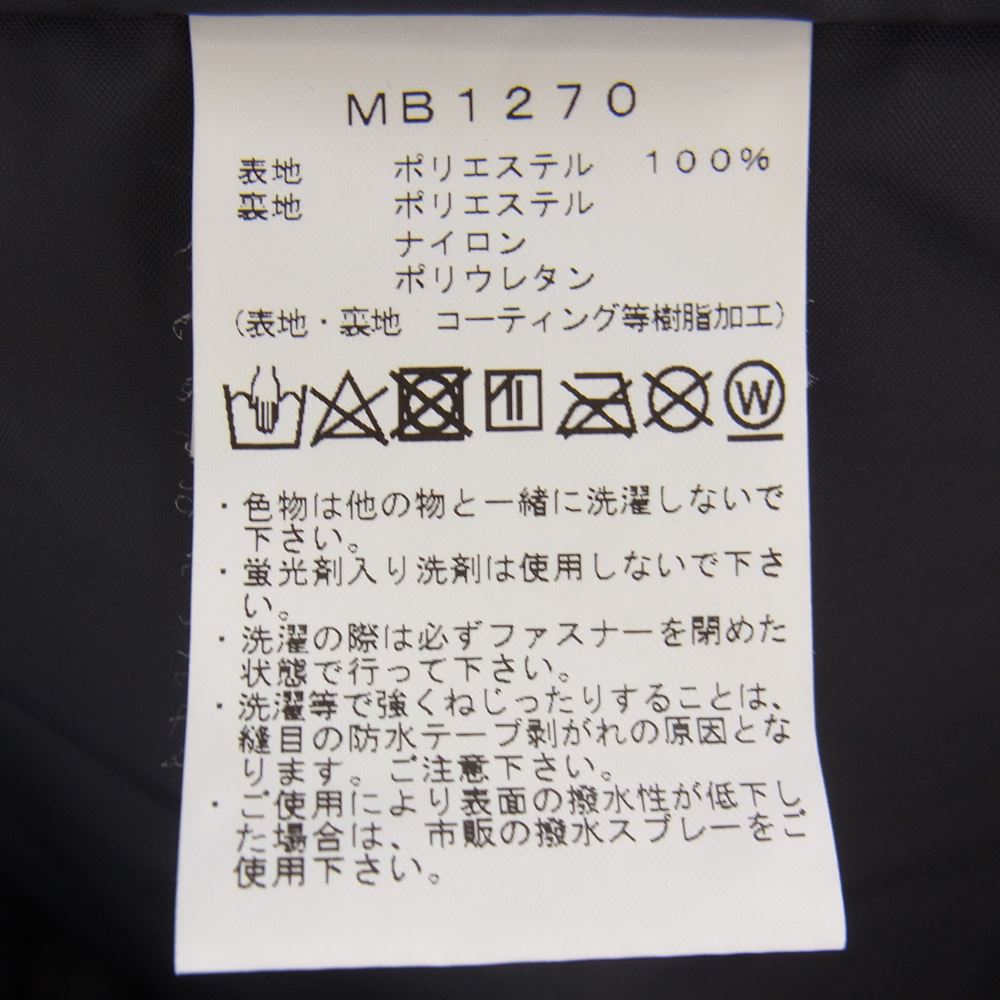 ＭＢ１２７０
表地　ポリエステル　１００％
裏地　ポリエステル
ナイロン
ポリウレタン
（表地・裏地　コーティング等樹脂加工）
W
・色物は他の物と一緒に洗濯しないで
下さい。
・蛍光剤入り洗剤は使用しないで下さ
い。
・洗濯の際は必ずファスナーを閉めた
状態で行って下さい。
・洗濯等で強くねじったりすることは、
縫目の防水テープ剥がれの原因とな
ります。ご注意下さい。
・ご使用により表面の撥水性が低下し
た場合は、市販の撥水スプレーをご
使用下さい。